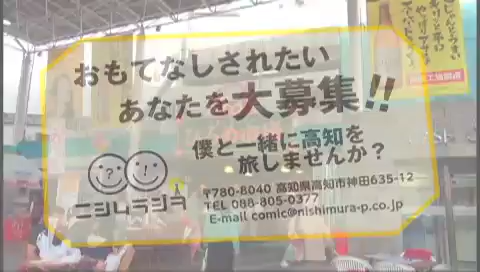 おもてなしされたい
あなたを大募集!!
僕と一緒に高知を
旅しませんか?
ニシムラジヨ
〒780-8040 高知県高知市神田635-12
TEL 088-805-0377
E-mail comic@nishimura-p.co.jp